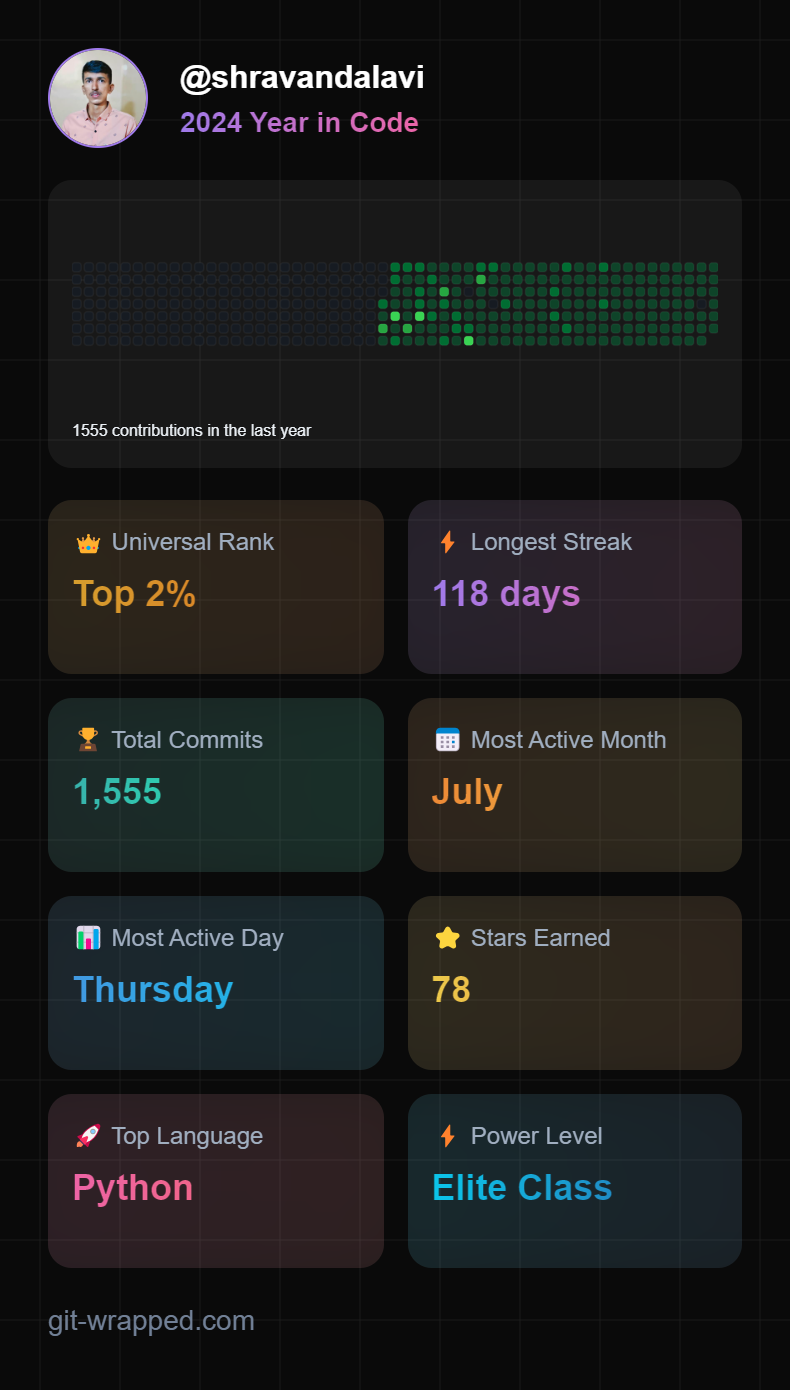 @shravandalavi
2024 Year in Code
1555 contributions in the last year
Universal Rank
Top 2%
Longest Streak
118 days
Total Commits
1,555
Most Active Month
July
Most Active Day
Thursday
Stars Earned
78
Top Language
Python
Power Level
Elite Class
git-wrapped.com